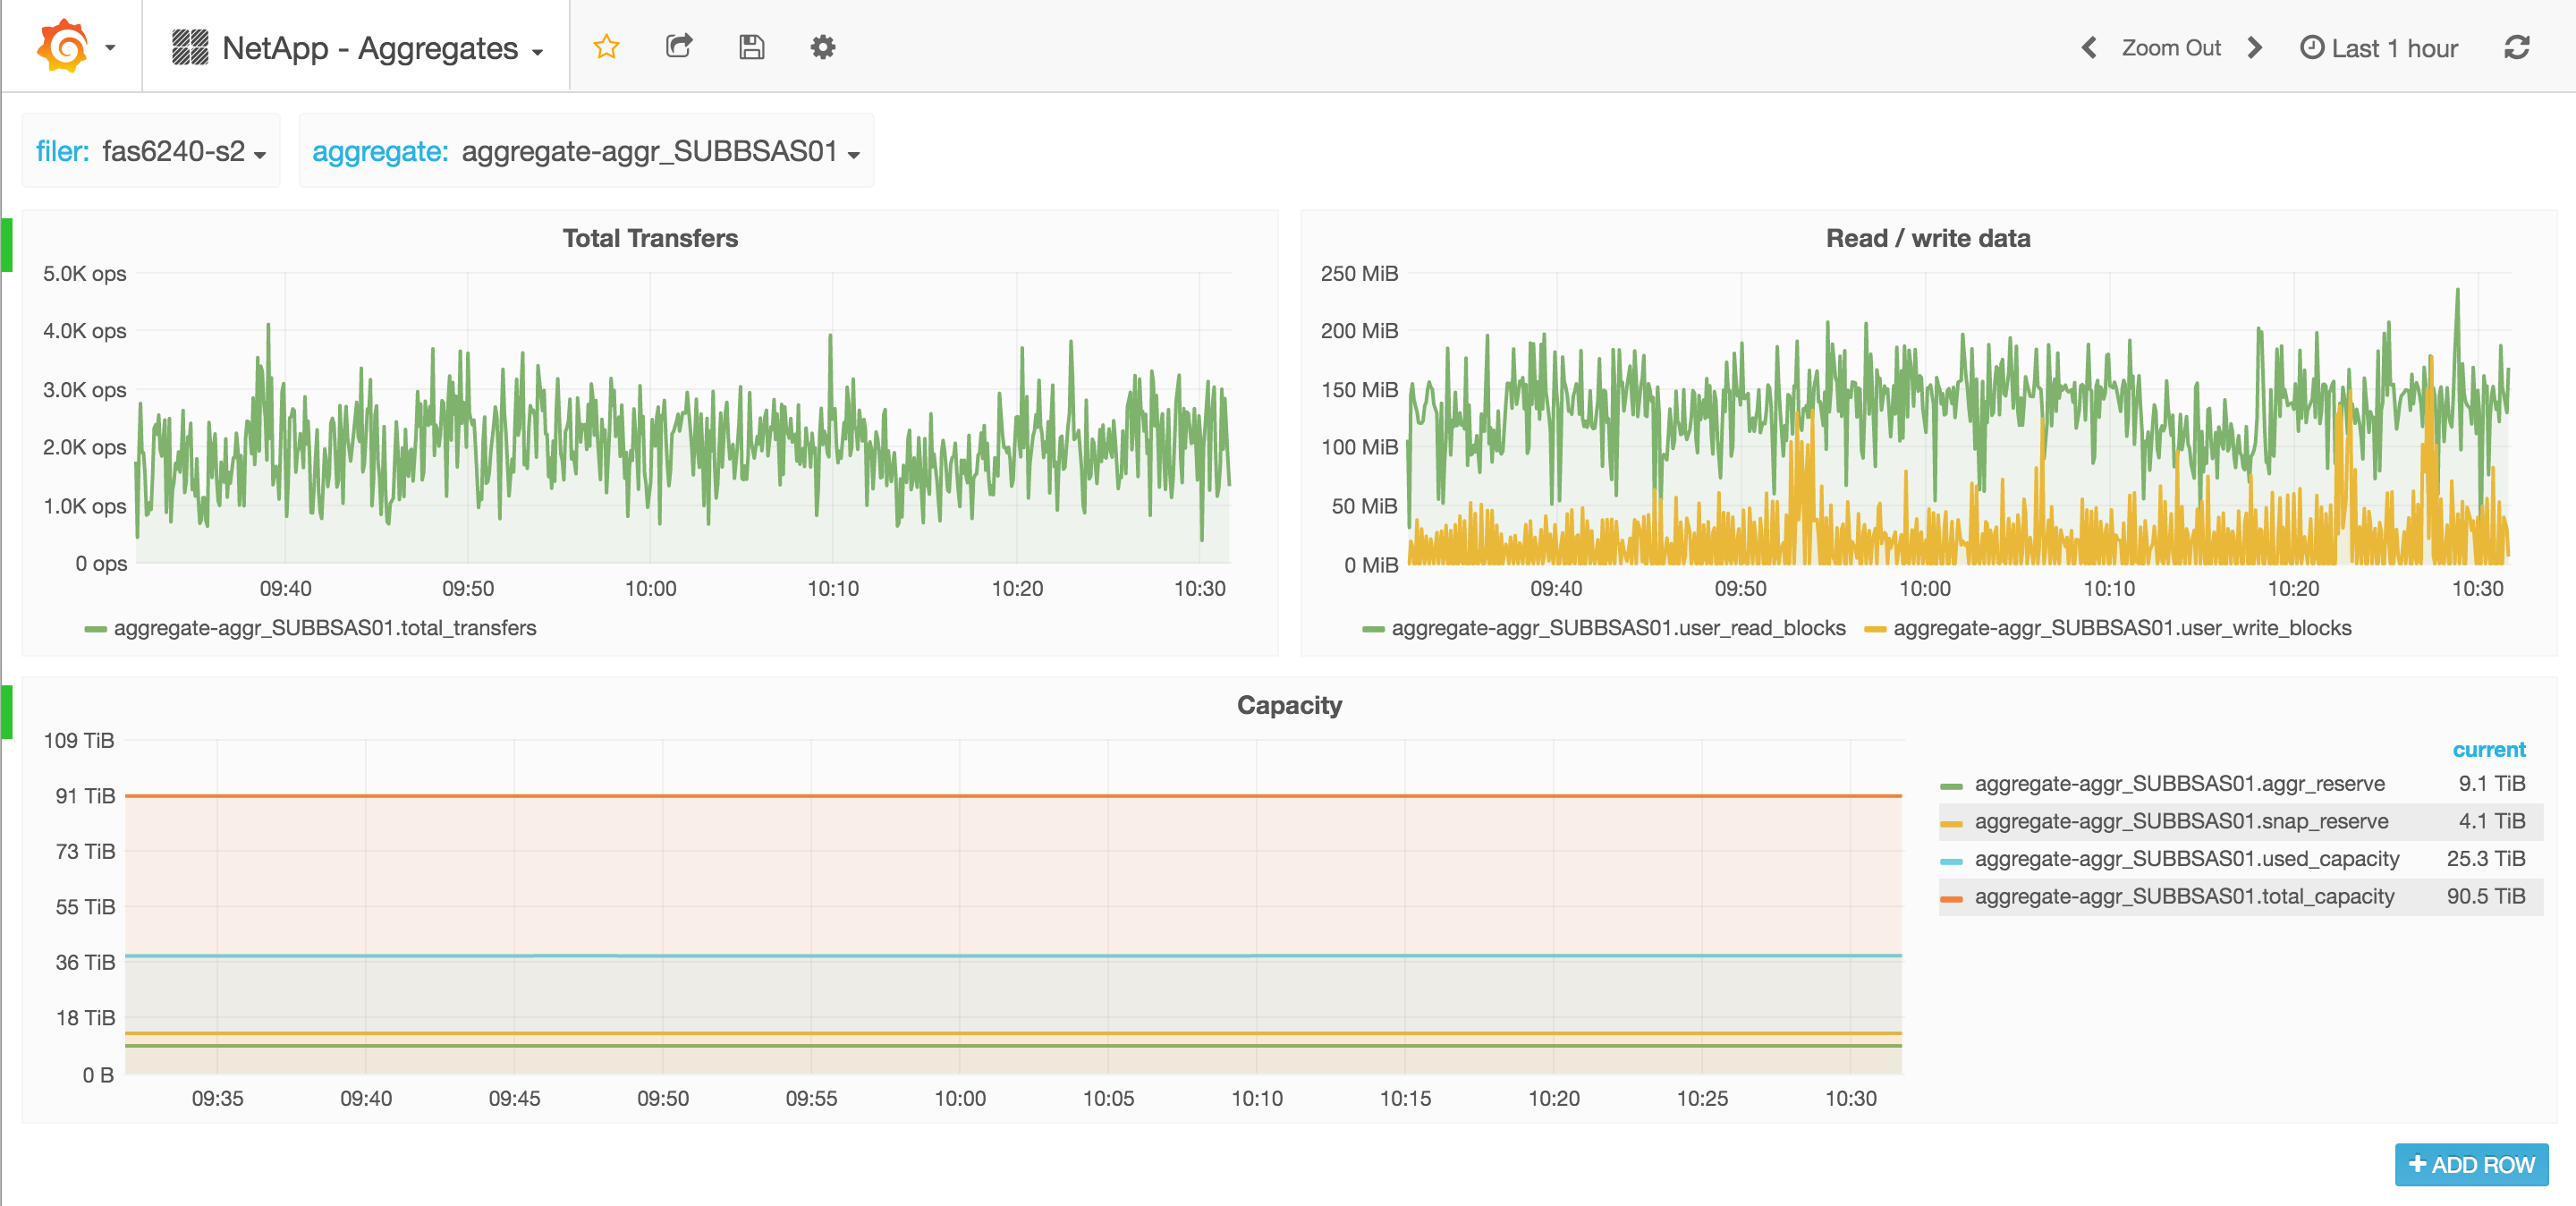 NetApp - Aggregates
Zoom Out
Last 1 hour
filer: fas6240-s2
aggregate: aggregate-aggr_SUBBSAS01
Total Transfers
5.0K ops
4.0K ops
3.0K ops
2.0K ops
1.0K ops
0 ops
09:40 09:50 10:00 10:10 10:20 10:30
aggregate-aggr_SUBBSAS01.total_transfers
Read / write data
250 MiB
200 MiB
150 MiB
100 MiB
50 MiB
0 MiB
09:40 09:50 10:00 10:10 10:20 10:30
aggregate-aggr_SUBBSAS01.user_read_blocks aggregate-aggr_SUBBSAS01.user_write_blocks
Capacity
109 TiB
91 TiB
73 TiB
55 TiB
36 TiB
18 TiB
0 B
09:35 09:40 09:45 09:50 09:55 10:00 10:05 10:10 10:15 10:20 10:25 10:30
current
aggregate-aggr_SUBBSAS01.aggr_reserve 9.1 TiB
aggregate-aggr_SUBBSAS01.snap_reserve 4.1 TiB
aggregate-aggr_SUBBSAS01.used_capacity 25.3 TiB
aggregate-aggr_SUBBSAS01.total_capacity 90.5 TiB
+ ADD ROW